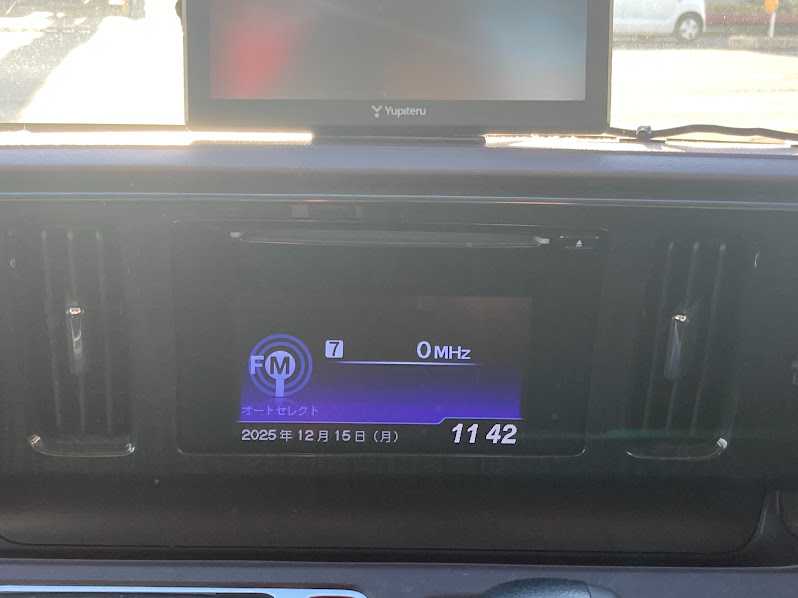 Yupiteru
7 0MHz
FM
オートセレクト
2025年12月15日（月） 11 42